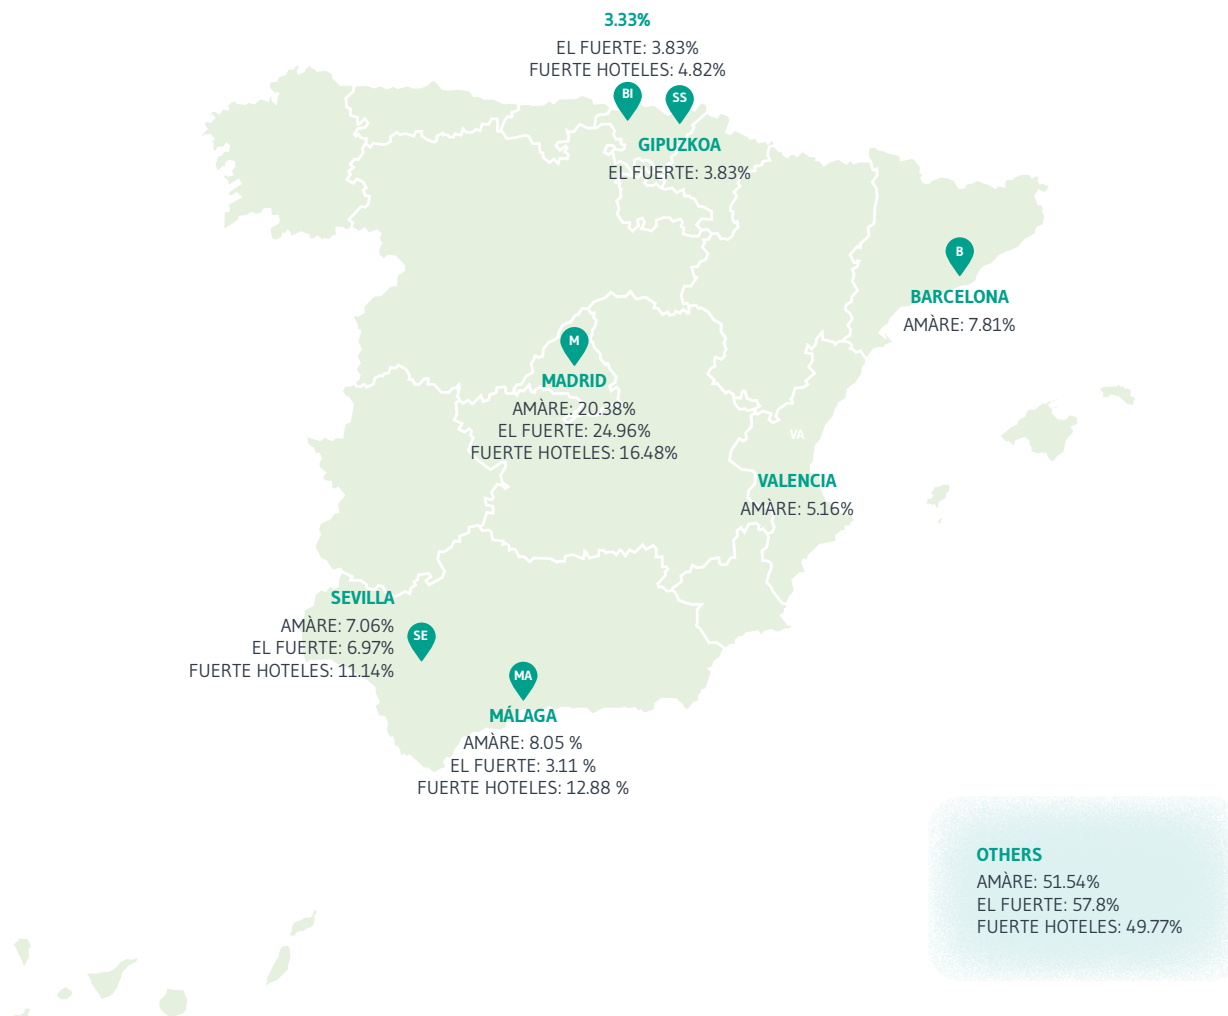 3.33%
EL FUERTE: 3.83%
FUERTE HOTELES: 4.82%
BI
SS
GIPUZKOA
EL FUERTE: 3.83%
B
BARCELONA
AMÀRE: 7.81%
M
MADRID
AMÀRE: 20.38%
EL FUERTE: 24.96%
FUERTE HOTELES: 16.48%
VA
VALENCIA
AMÀRE: 5.16%
SEVILLA
AMÀRE: 7.06%
EL FUERTE: 6.97%
FUERTE HOTELES: 11.14%
SE
MA
MÁLAGA
AMÀRE: 8.05 %
EL FUERTE: 3.11 %
FUERTE HOTELES: 12.88 %
OTHERS
AMÀRE: 51.54%
EL FUERTE: 57.8%
FUERTE HOTELES: 49.77%